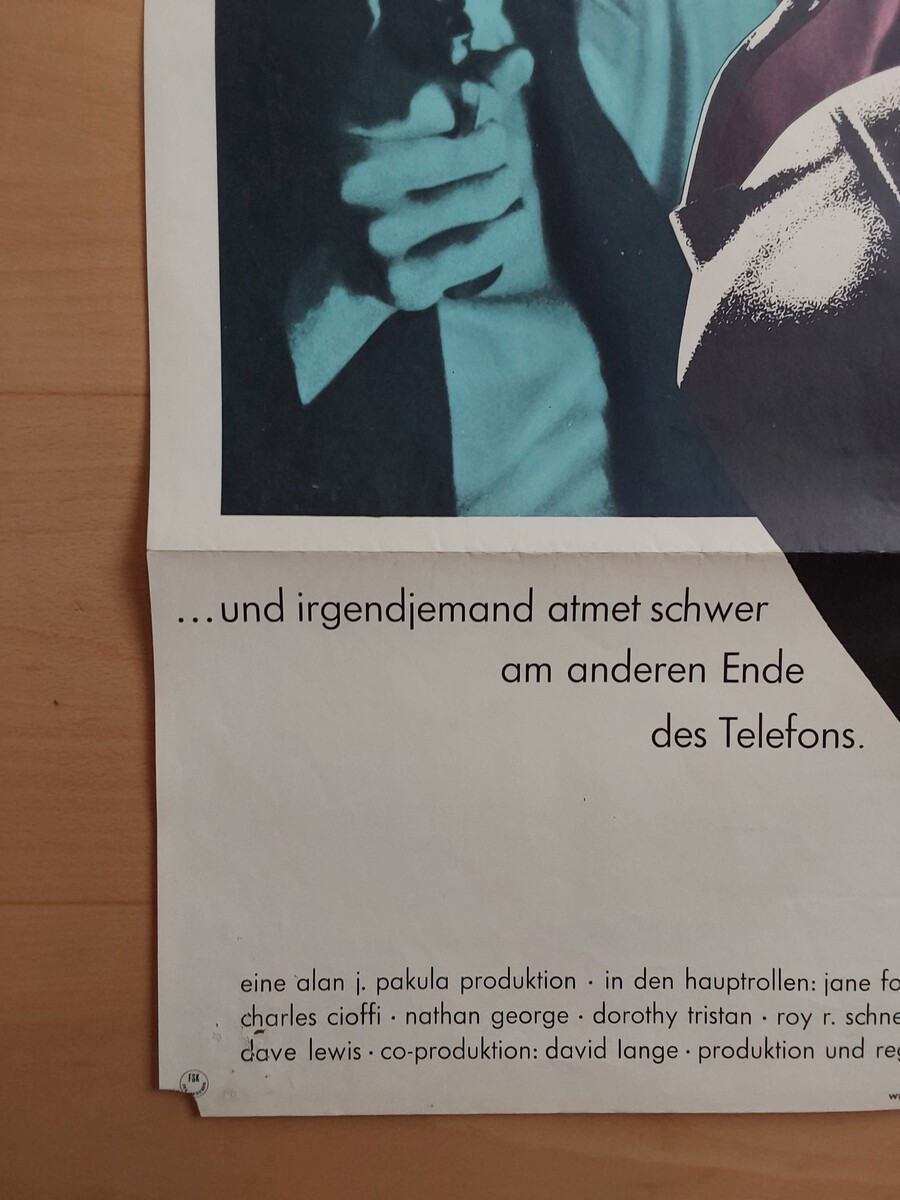 ...und irgendjemand atmet schwer
am anderen Ende
des Telefons.
eine alan j. pakula produktion · in den hauptrollen: jane fo
charles cioffi · nathan george · dorothy tristan · roy r. schne
dave lewis · co-produktion: david lange · produktion und reg
FSK